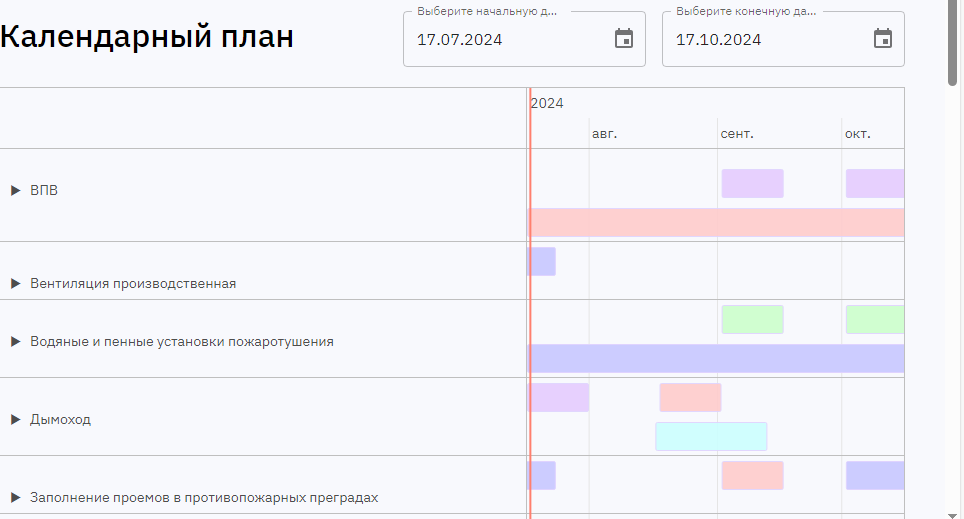 Выберите начальную д...
Выберите конечную да...
Календарный план
17.07.2024
17.10.2024
2024
авг.
сент.
окт.
ВПВ
Вентиляция производственная
Водяные и пенные установки пожаротушения
Дымоход
Заполнение проемов в противопожарных преградах